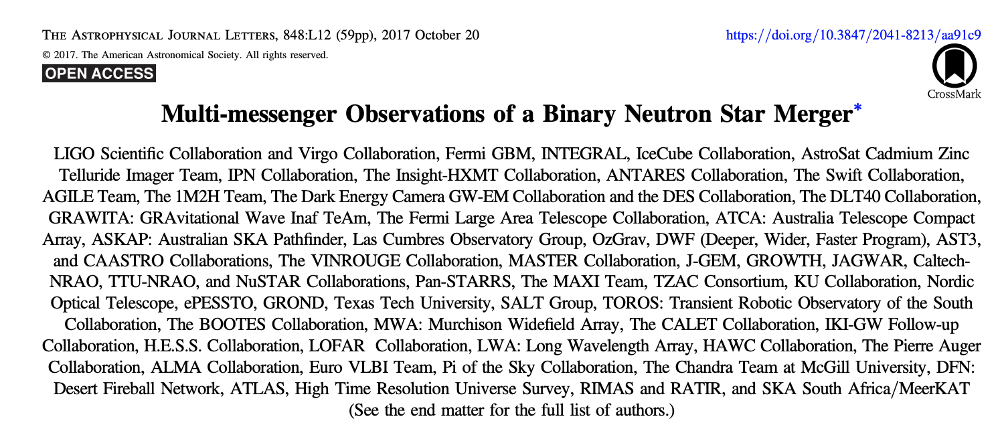 THE ASTROPHYSICAL JOURNAL LETTERS, 848:L12 (59pp), 2017 October 20
https://doi.org/10.3847/2041-8213/aa91c9
© 2017. The American Astronomical Society. All rights reserved.
OPEN ACCESS
CrossMark
Multi-messenger Observations of a Binary Neutron Star Merger*
LIGO Scientific Collaboration and Virgo Collaboration, Fermi GBM, INTEGRAL, IceCube Collaboration, AstroSat Cadmium Zinc
Telluride Imager Team, IPN Collaboration, The Insight-HXMT Collaboration, ANTARES Collaboration, The Swift Collaboration,
AGILE Team, The 1M2H Team, The Dark Energy Camera GW-EM Collaboration and the DES Collaboration, The DLT40 Collaboration,
GRAWITA: GRAvitational Wave Inaf TeAm, The Fermi Large Area Telescope Collaboration, ATCA: Australia Telescope Compact
Array, ASKAP: Australian SKA Pathfinder, Las Cumbres Observatory Group, OzGrav, DWF (Deeper, Wider, Faster Program), AST3,
and CAASTRO Collaborations, The VINROUGE Collaboration, MASTER Collaboration, J-GEM, GROWTH, JAGWAR, Caltech-
NRAO, TTU-NRAO, and NuSTAR Collaborations, Pan-STARRS, The MAXI Team, TZAC Consortium, KU Collaboration, Nordic
Optical Telescope, ePESSTO, GROND, Texas Tech University, SALT Group, TOROS: Transient Robotic Observatory of the South
Collaboration, The BOOTES Collaboration, MWA: Murchison Widefield Array, The CALET Collaboration, IKI-GW Follow-up
Collaboration, H.E.S.S. Collaboration, LOFAR Collaboration, LWA: Long Wavelength Array, HAWC Collaboration, The Pierre Auger
Collaboration, ALMA Collaboration, Euro VLBI Team, Pi of the Sky Collaboration, The Chandra Team at McGill University, DFN:
Desert Fireball Network, ATLAS, High Time Resolution Universe Survey, RIMAS and RATIR, and SKA South Africa/MeerKAT
(See the end matter for the full list of authors.)